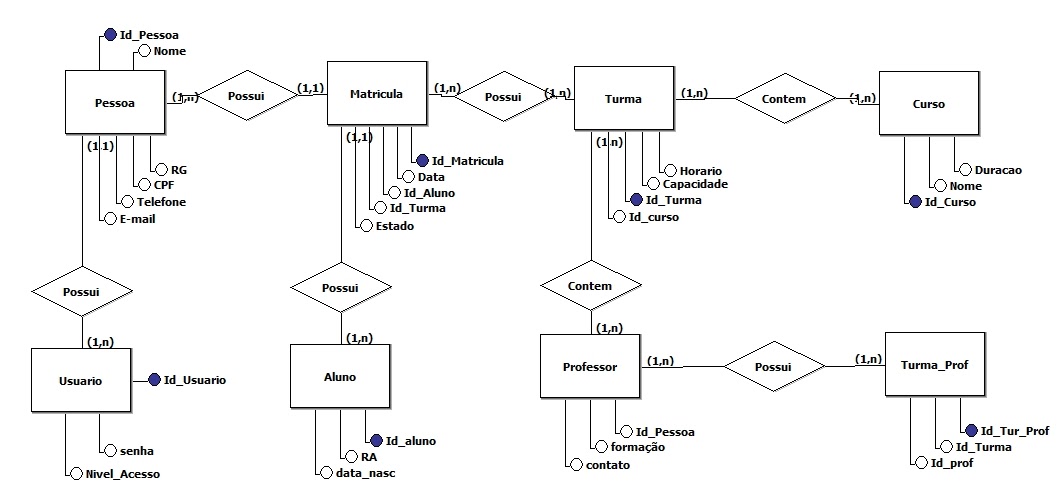 Id_Pessoa
Nome
Pessoa
(1,n)
Possui
(1,1)
Matricula
(1,n)
Possui
(1,n)
Turma
(1,n)
Contem
(1,n)
Curso
(1,1)
RG
CPF
Telefone
E-mail
(1,1)
Id_Matricula
Data
Id_Aluno
Id_Turma
Estado
(1,n)
Horario
Capacidade
Id_Turma
Id_curso
Duracao
Nome
Id_Curso
Possui
Possui
Contem
(1,n)
Usuario
Id_Usuario
senha
Nivel_Acesso
(1,n)
Aluno
Id_aluno
RA
data_nasc
(1,n)
Professor
(1,n)
Possui
(1,n)
Turma_Prof
Id_Pessoa
formação
contato
Id_Tur_Prof
Id_Turma
Id_prof